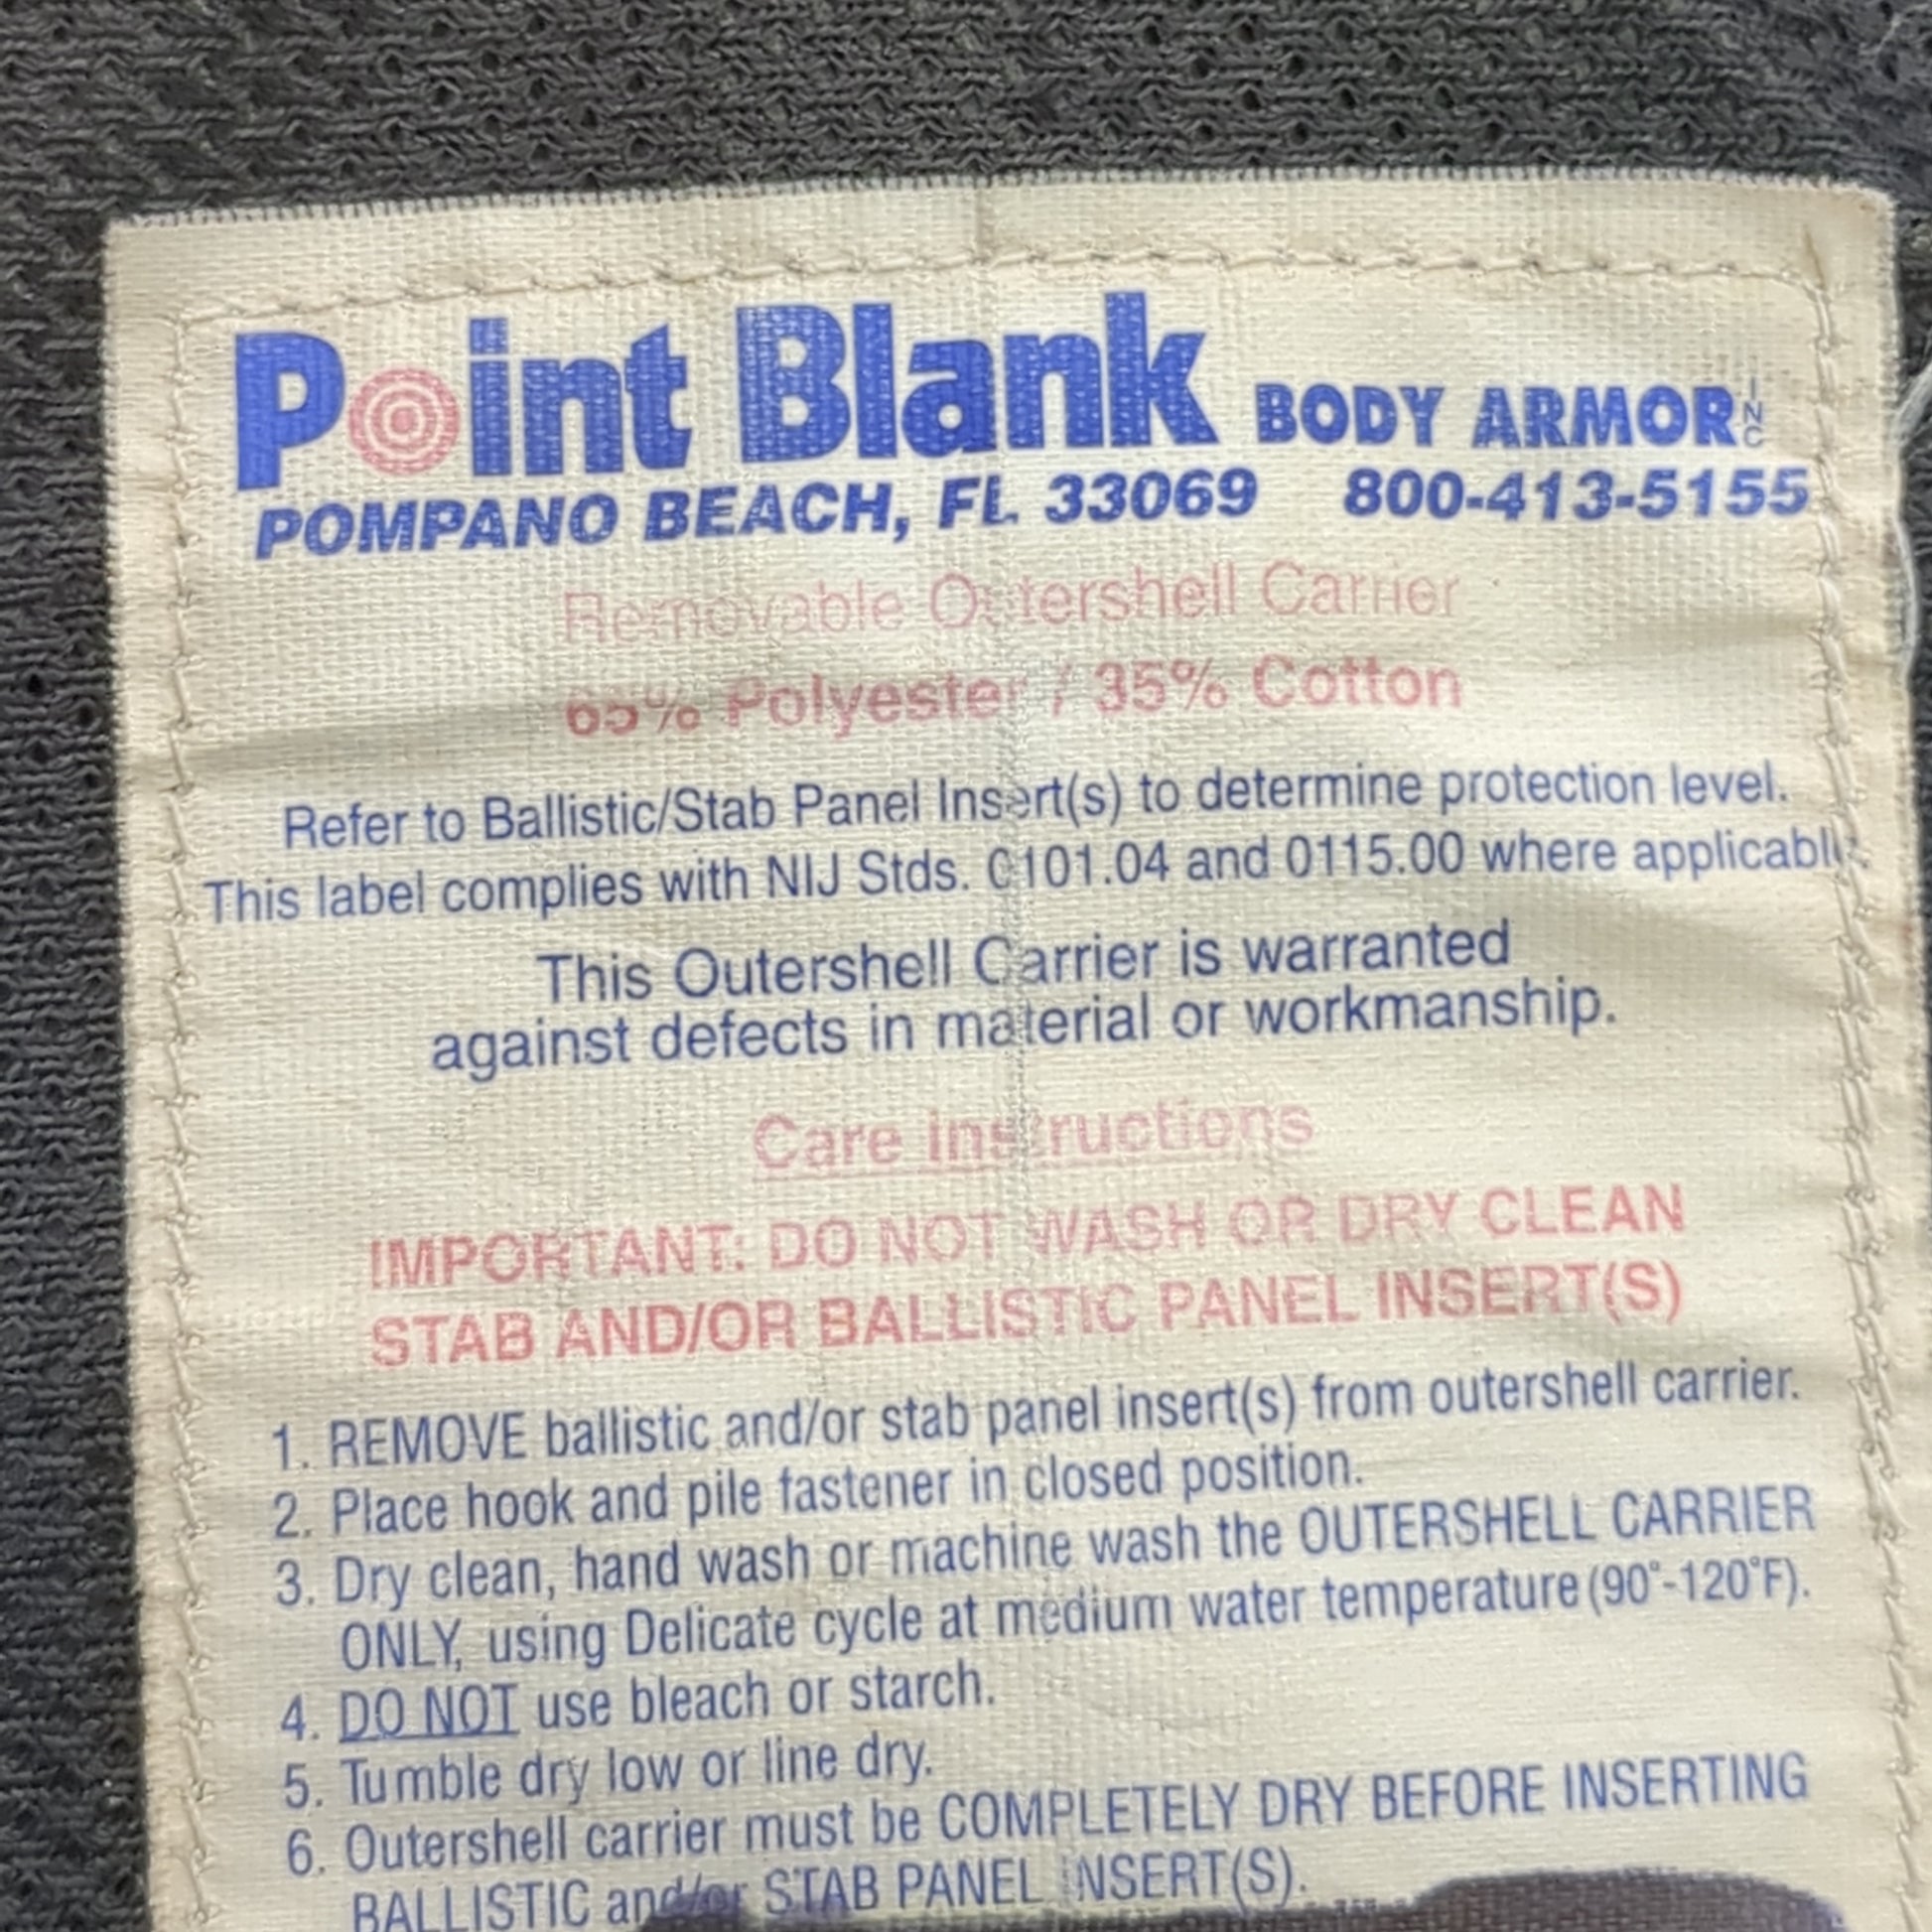 Point Blank BODY ARMOR INC
POMPANO BEACH, FL 33069 800-413-5155
Removable Outershell Carrier
65% Polyester / 35% Cotton
Refer to Ballistic/Stab Panel Insert(s) to determine protection level.
This label complies with NIJ Stds. 0101.04 and 0115.00 where applicable.
This Outershell Carrier is warranted
against defects in material or workmanship.
Care Instructions
IMPORTANT: DO NOT WASH OR DRY CLEAN
STAB AND/OR BALLISTIC PANEL INSERT(S)
1. REMOVE ballistic and/or stab panel insert(s) from outershell carrier.
2. Place hook and pile fastener in closed position.
3. Dry clean, hand wash or machine wash the OUTERSHELL CARRIER
ONLY, using Delicate cycle at medium water temperature (90°-120°F).
4. DO NOT use bleach or starch.
5. Tumble dry low or line dry.
6. Outershell carrier must be COMPLETELY DRY BEFORE INSERTING
BALLISTIC and/or STAB PANEL INSERT(S).